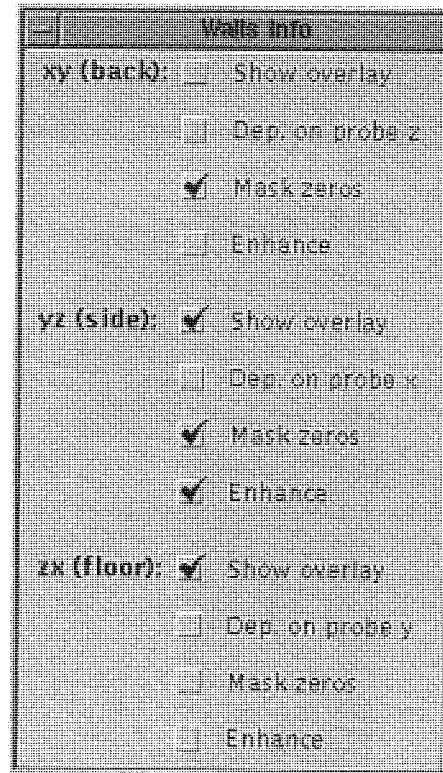 Walls Info
xy (back): Show overlay
Dep. on probe z
Mask zeros
Enhance
yz (side): Show overlay
Dep. on probe x
Mask zeros
Enhance
zx (floor): Show overlay
Dep. on probe y
Mask zeros
Enhance